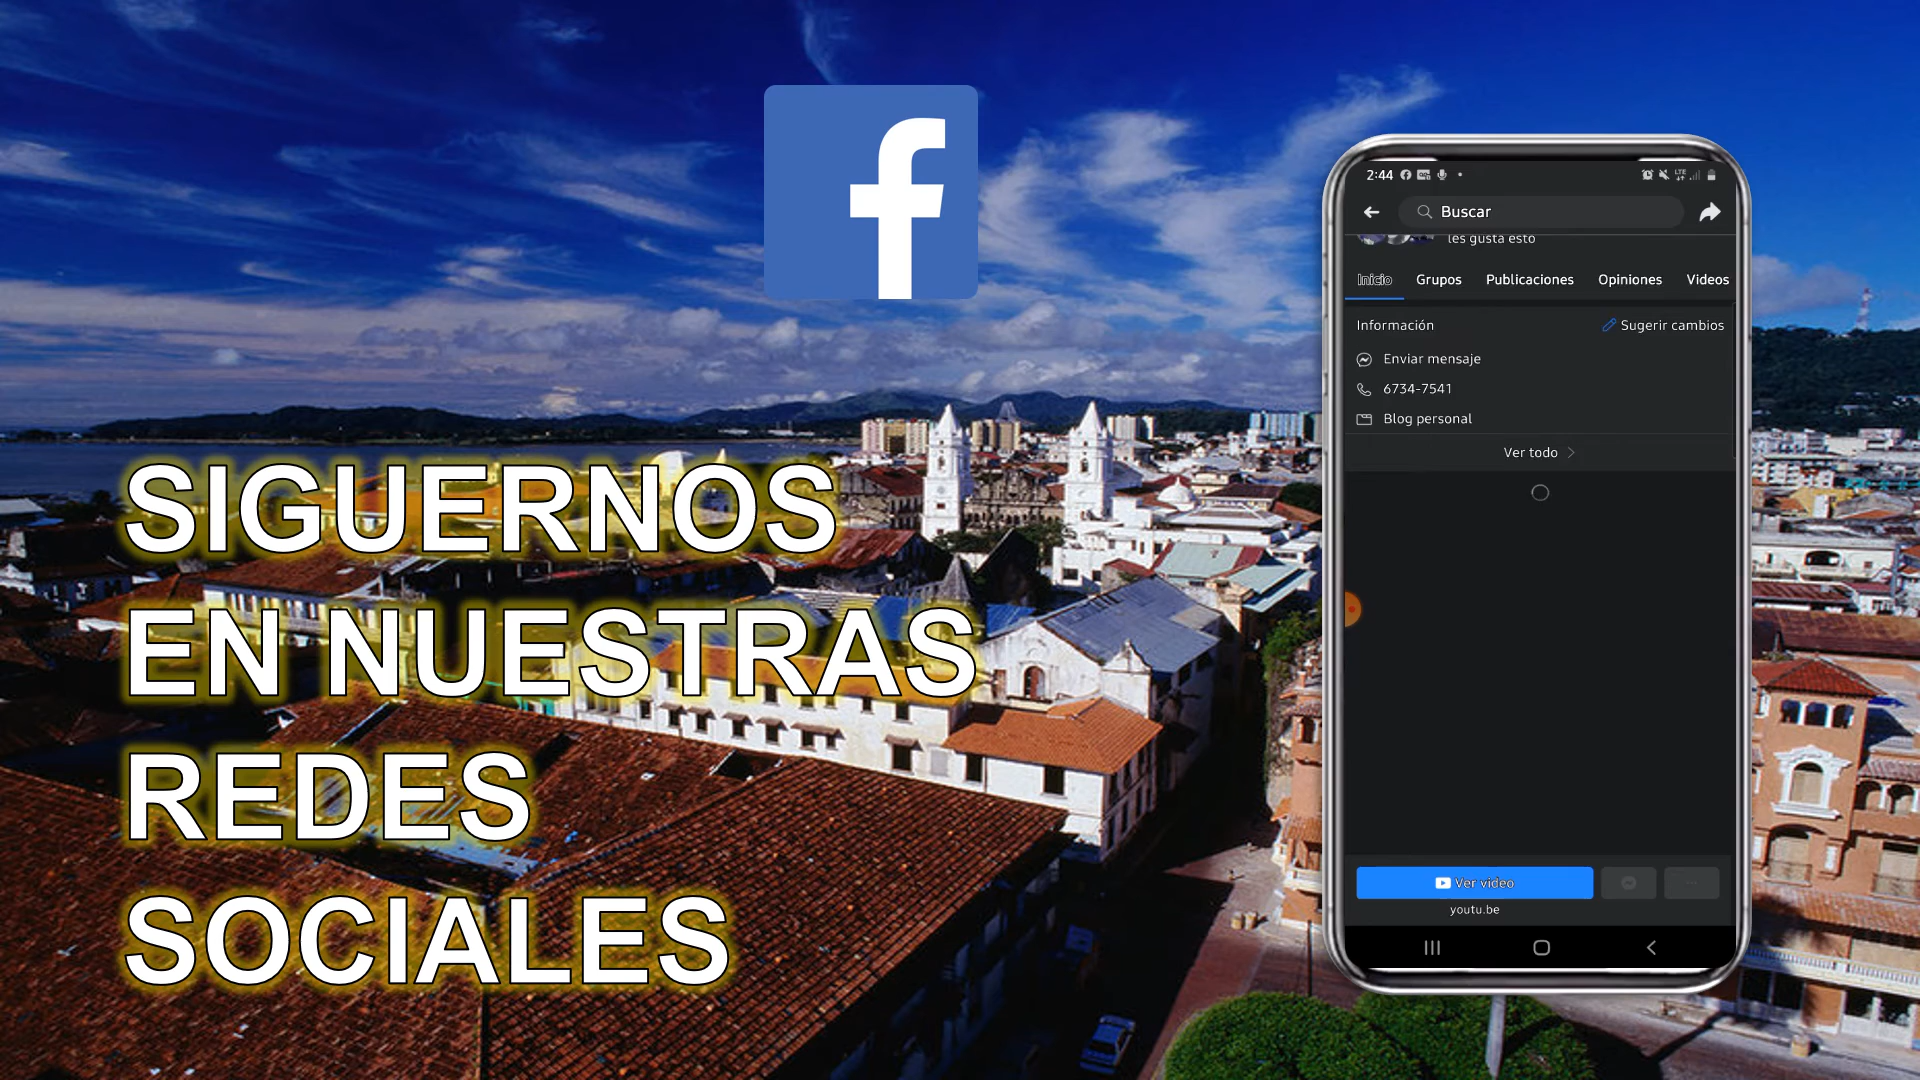 SIGUERNOS
EN NUESTRAS
REDES
SOCIALES
f
2:44
LTE
Buscar
les gusta esto
Inicio Grupos Publicaciones Opiniones Videos
Información Sugerir cambios
Enviar mensaje
6734-7541
Blog personal
Ver todo
Ver video
youtu.be